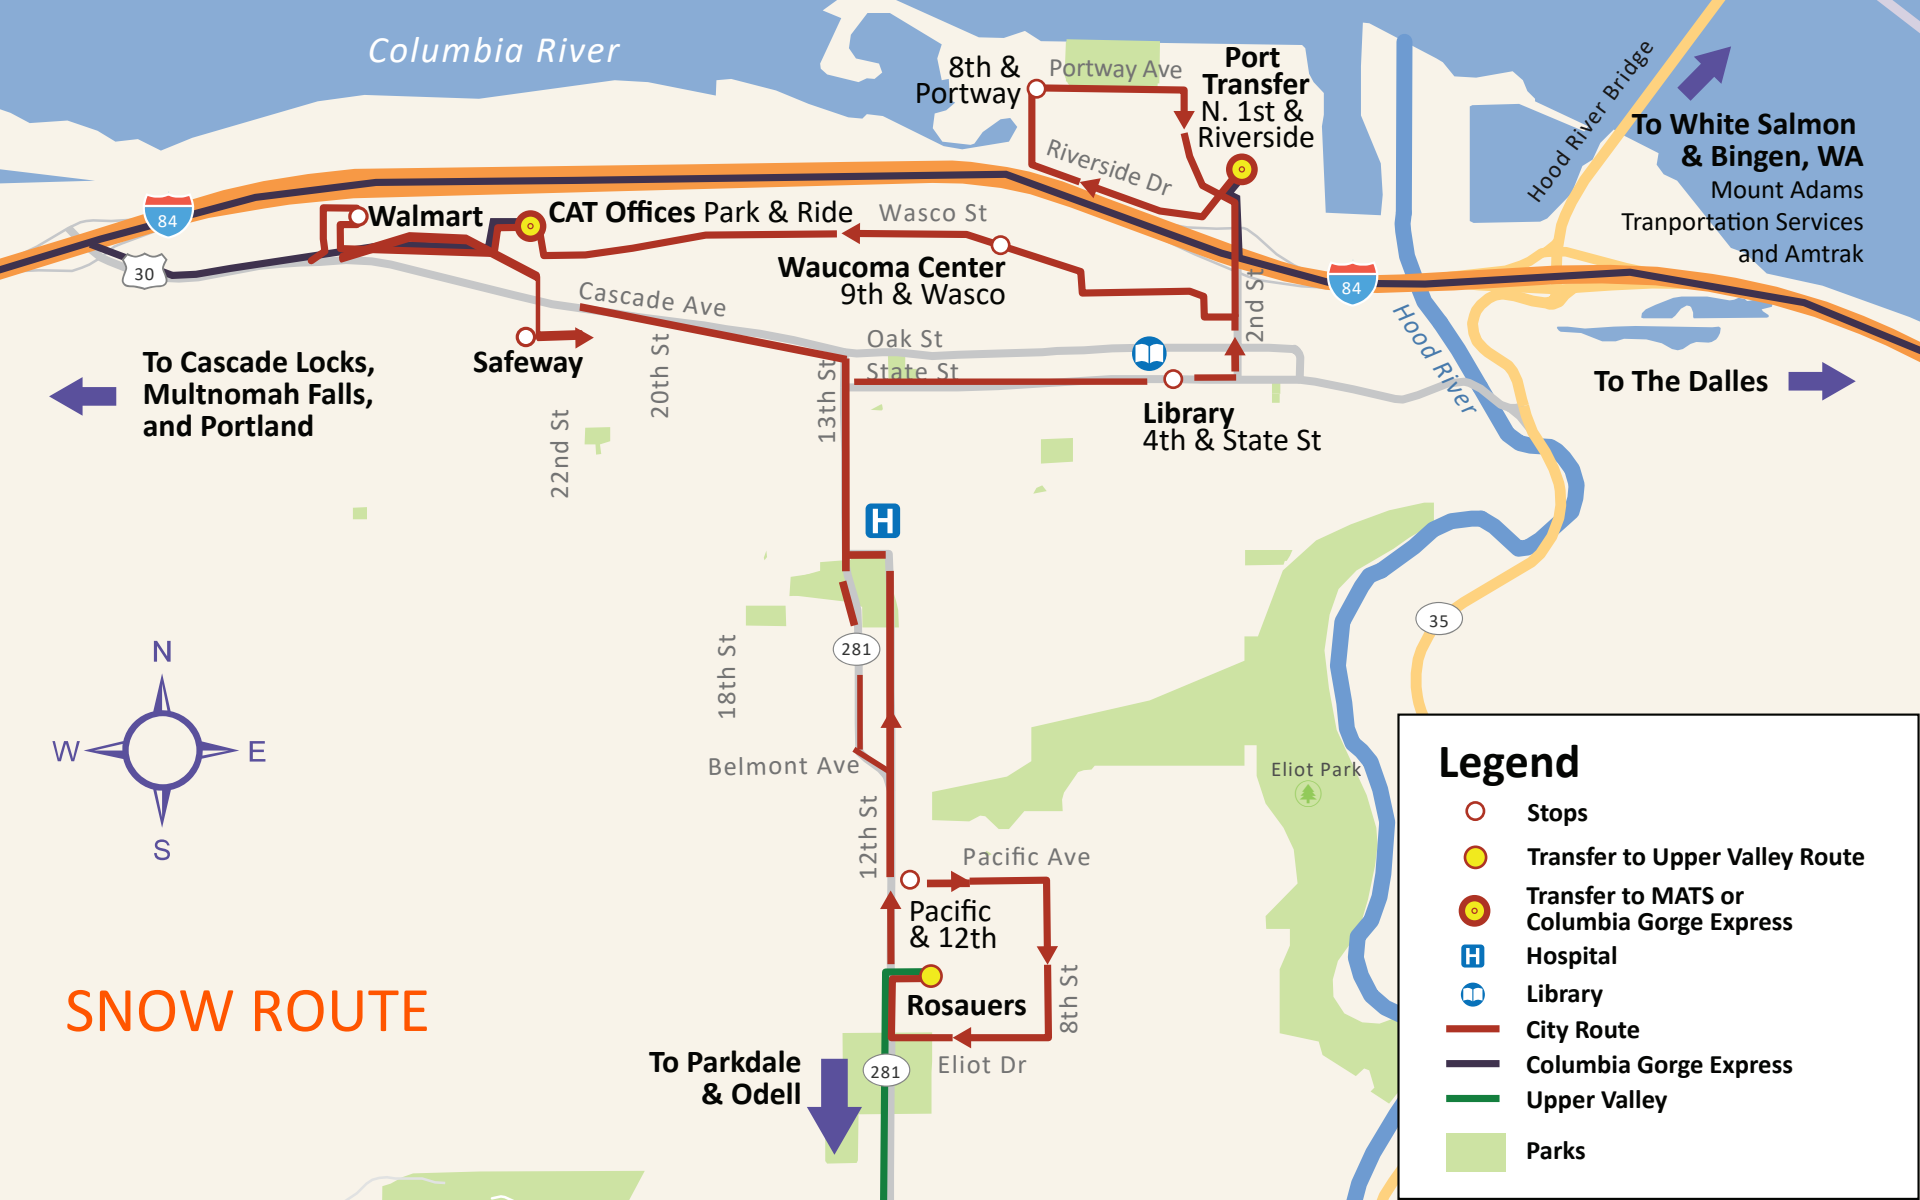 Columbia River
8th &
Portway
Portway Ave
Port
Transfer
N. 1st &
Riverside
Riverside Dr
Hood River Bridge
To White Salmon
& Bingen, WA
Mount Adams
Tranportation Services
and Amtrak
84
30
Walmart
CAT Offices Park & Ride
Wasco St
Waucoma Center
9th & Wasco
84
2nd St
Cascade Ave
Oak St
State St
Hood River
Safeway
20th St
22nd St
13th St
Library
4th & State St
To Cascade Locks,
Multnomah Falls,
and Portland
To The Dalles
H
35
281
18th St
N
W
E
S
Belmont Ave
12th St
Eliot Park
Pacific Ave
Pacific
& 12th
Rosauers
8th St
Eliot Dr
281
SNOW ROUTE
To Parkdale
& Odell
Legend
Stops
Transfer to Upper Valley Route
Transfer to MATS or
Columbia Gorge Express
H
Hospital
Library
City Route
Columbia Gorge Express
Upper Valley
Parks